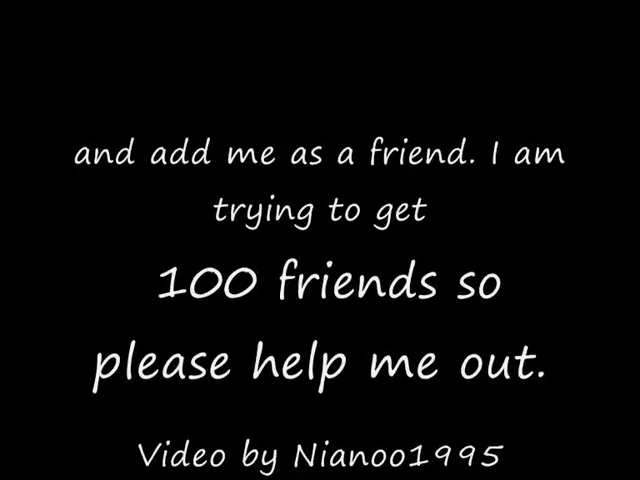 and add me as a friend. I am
trying to get
100 friends so
please help me out.
Video by Nianoo1995